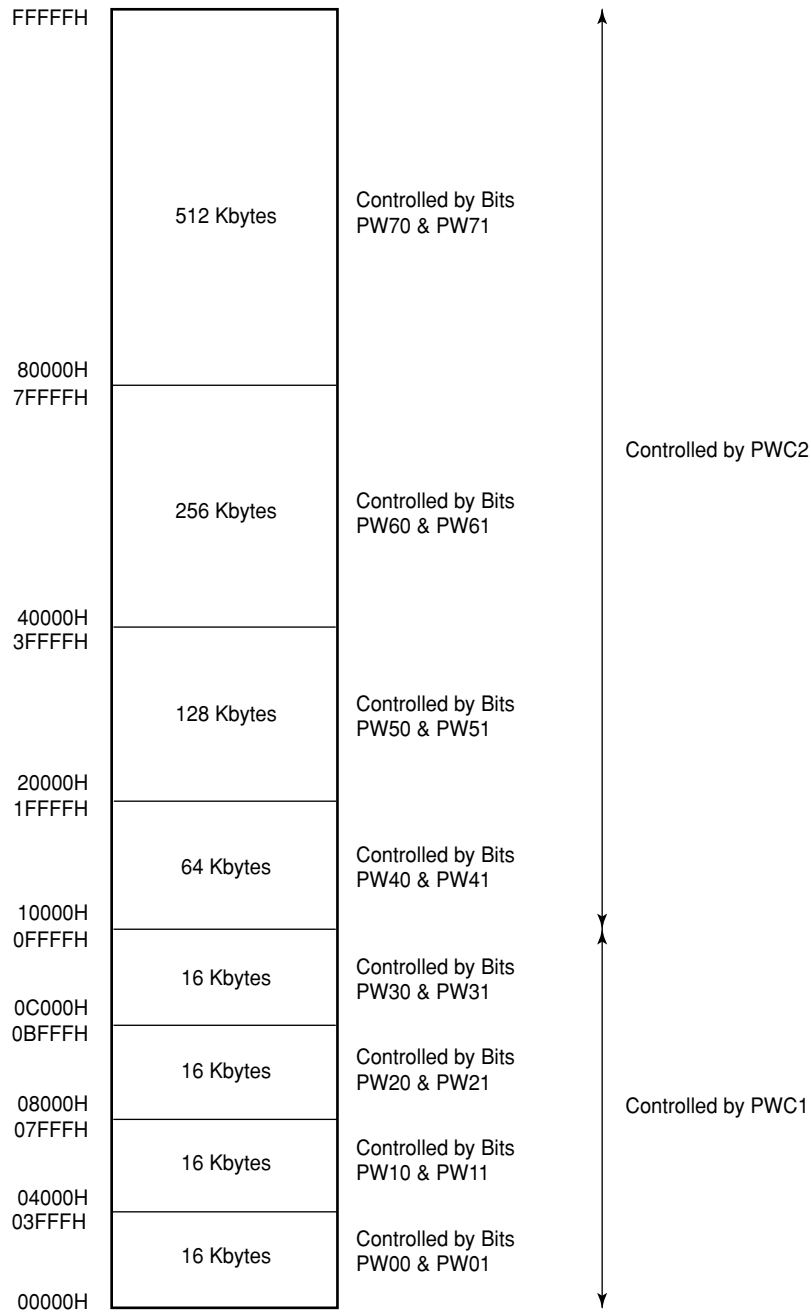 FFFFFH
512 Kbytes
Controlled by Bits
PW70 & PW71
80000H
7FFFFH
Controlled by PWC2
256 Kbytes
Controlled by Bits
PW60 & PW61
40000H
3FFFFH
128 Kbytes
Controlled by Bits
PW50 & PW51
20000H
1FFFFH
64 Kbytes
Controlled by Bits
PW40 & PW41
10000H
0FFFFH
16 Kbytes
Controlled by Bits
PW30 & PW31
0C000H
0BFFFH
16 Kbytes
Controlled by Bits
PW20 & PW21
08000H
07FFFH
Controlled by PWC1
16 Kbytes
Controlled by Bits
PW10 & PW11
04000H
03FFFH
16 Kbytes
Controlled by Bits
PW00 & PW01
00000H